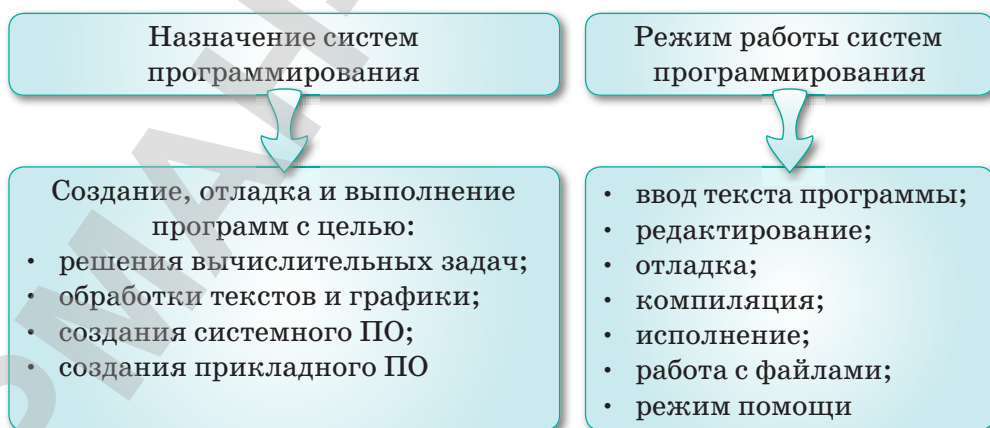 Назначение систем
программирования
Создание, отладка и выполнение
программ с целью:
• решения вычислительных задач;
• обработки текстов и графики;
• создания системного ПО;
• создания прикладного ПО
Режим работы систем
программирования
• ввод текста программы;
• редактирование;
• отладка;
• компиляция;
• исполнение;
• работа с файлами;
• режим помощи